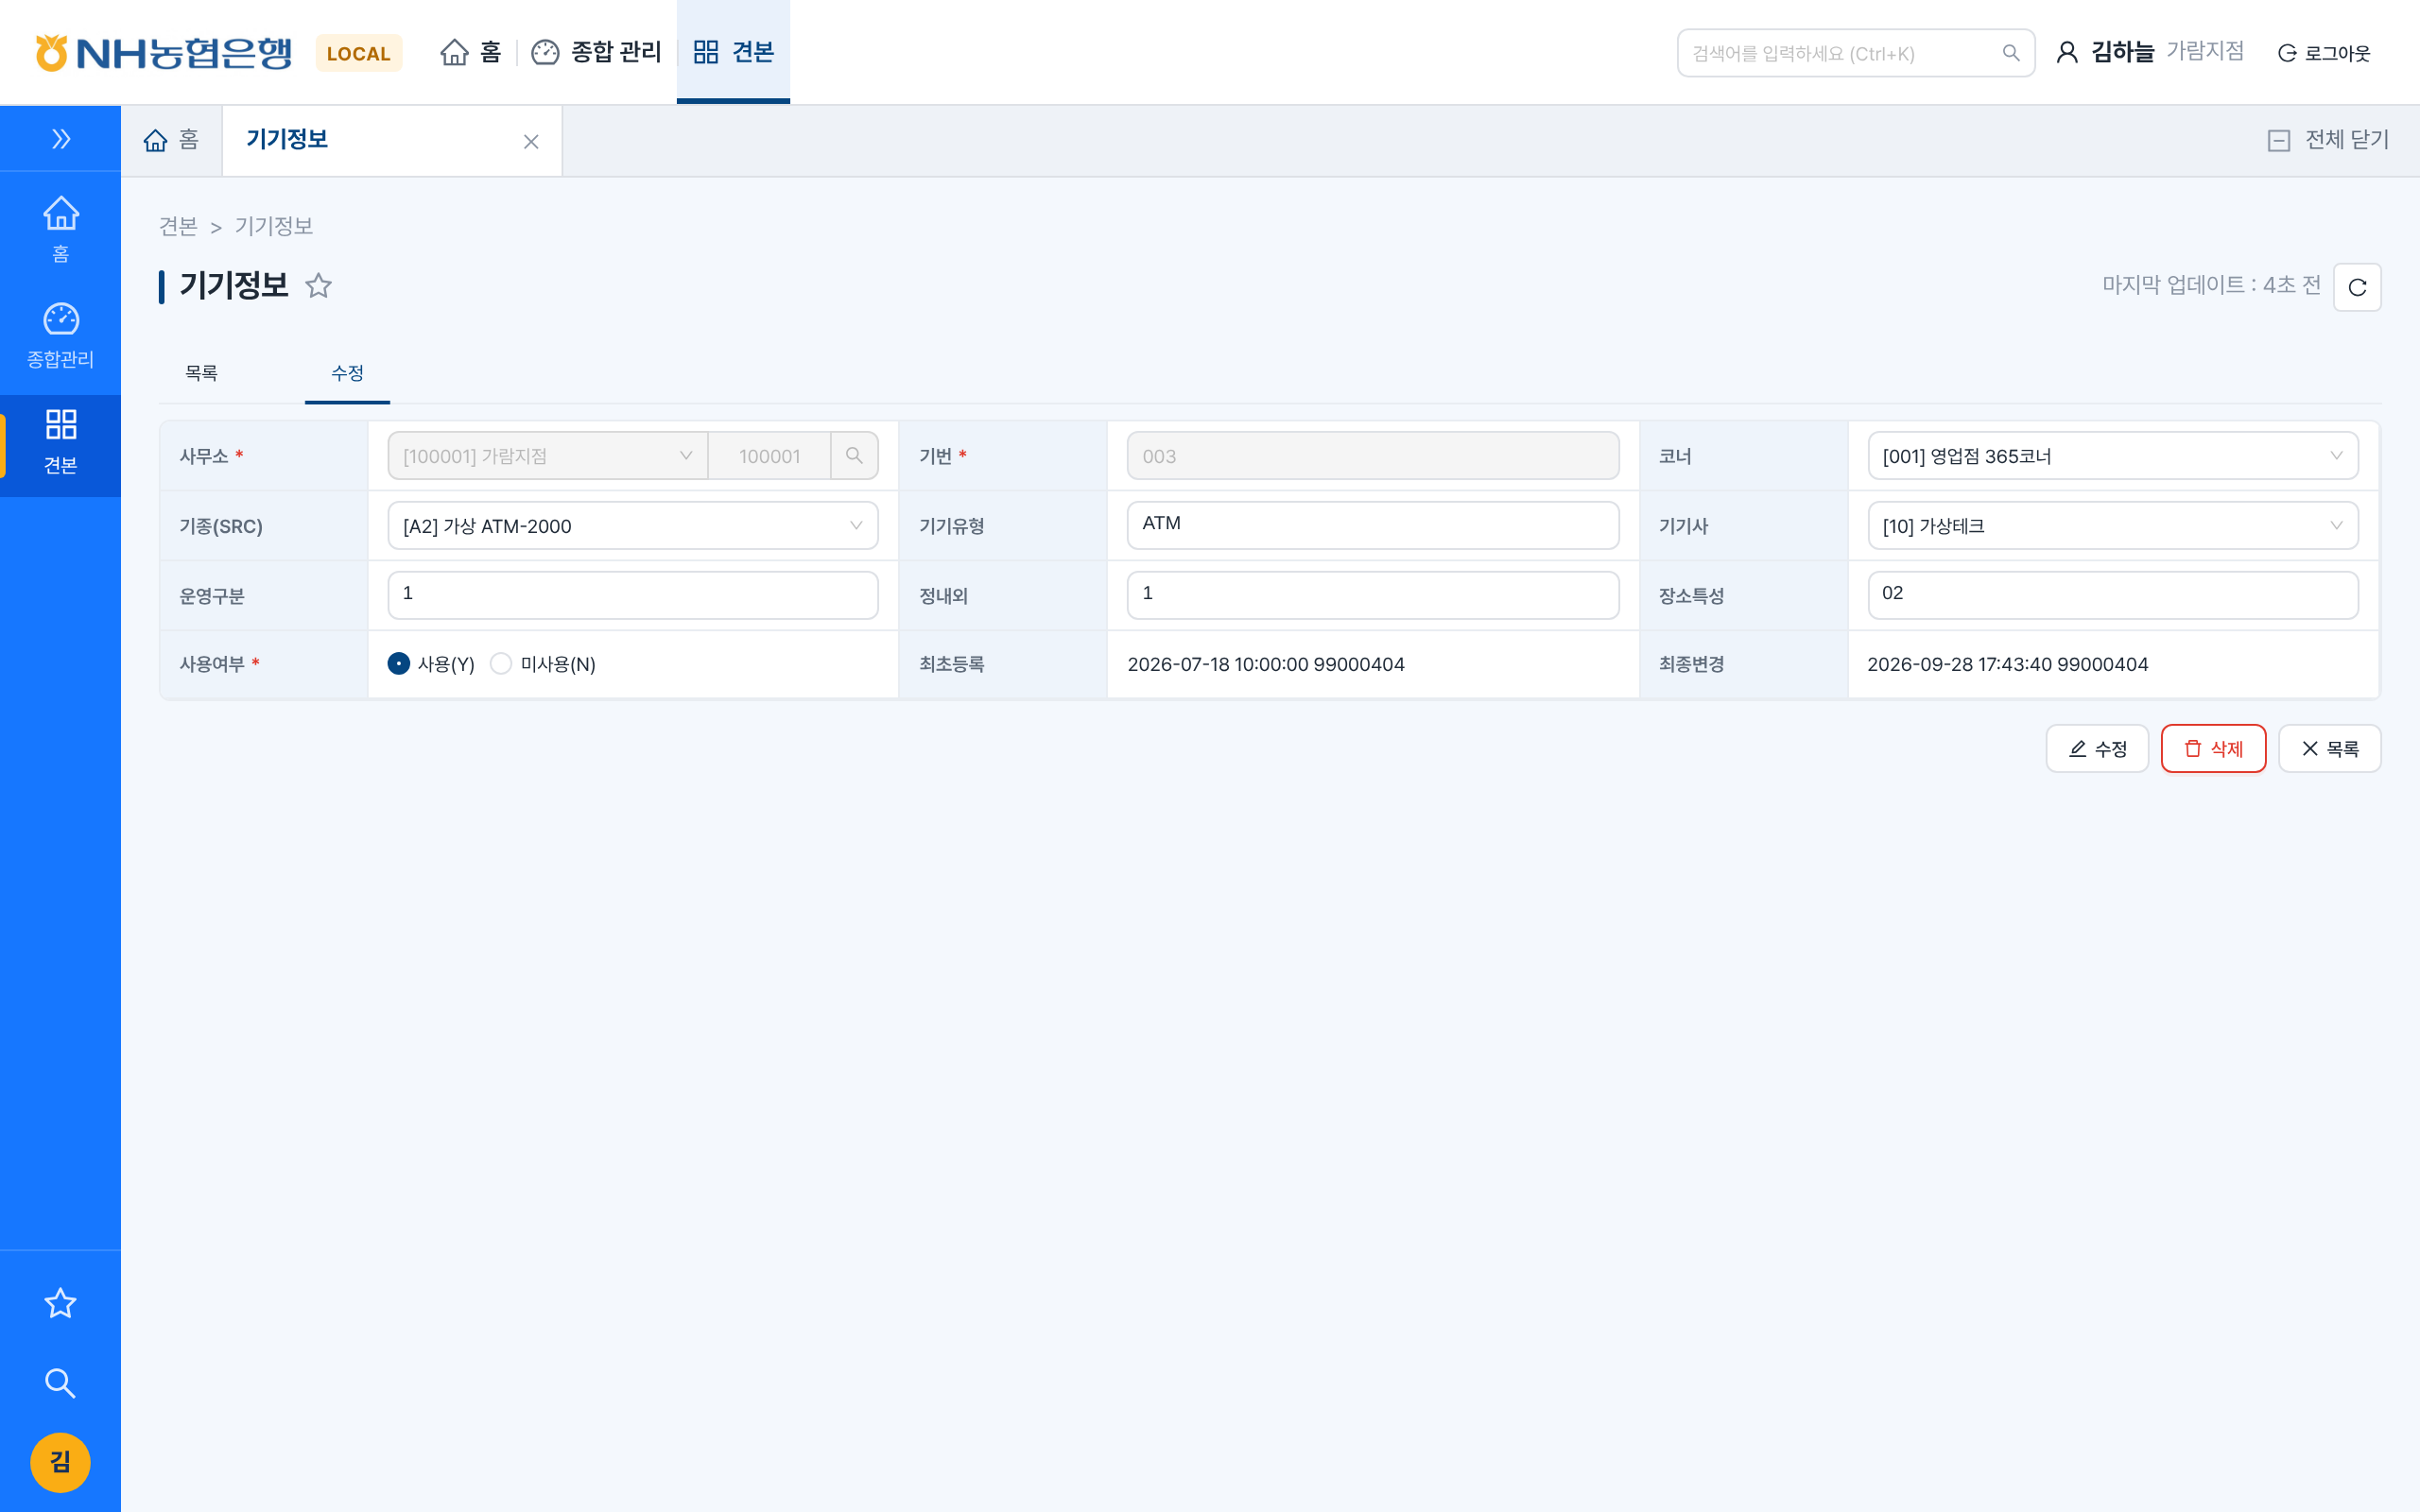 NH농협은행 LOCAL 홈 종합 관리 견본 검색어를 입력하세요 (Ctrl+K) 김하늘 가람지점 로그아웃
홈 기기정보 전체 닫기
홈
종합관리
견본
견본 > 기기정보
기기정보 마지막 업데이트 : 4초 전
목록 수정
사무소 * [100001] 가람지점 100001 기번 * 003 코너 [001] 영업점 365코너
기종(SRC) [A2] 가상 ATM-2000 기기유형 ATM 기기사 [10] 가상테크
운영구분 1 정내외 1 장소특성 02
사용여부 * 사용(Y) 미사용(N) 최초등록 2026-07-18 10:00:00 99000404 최종변경 2026-09-28 17:43:40 99000404
수정 삭제 목록
김